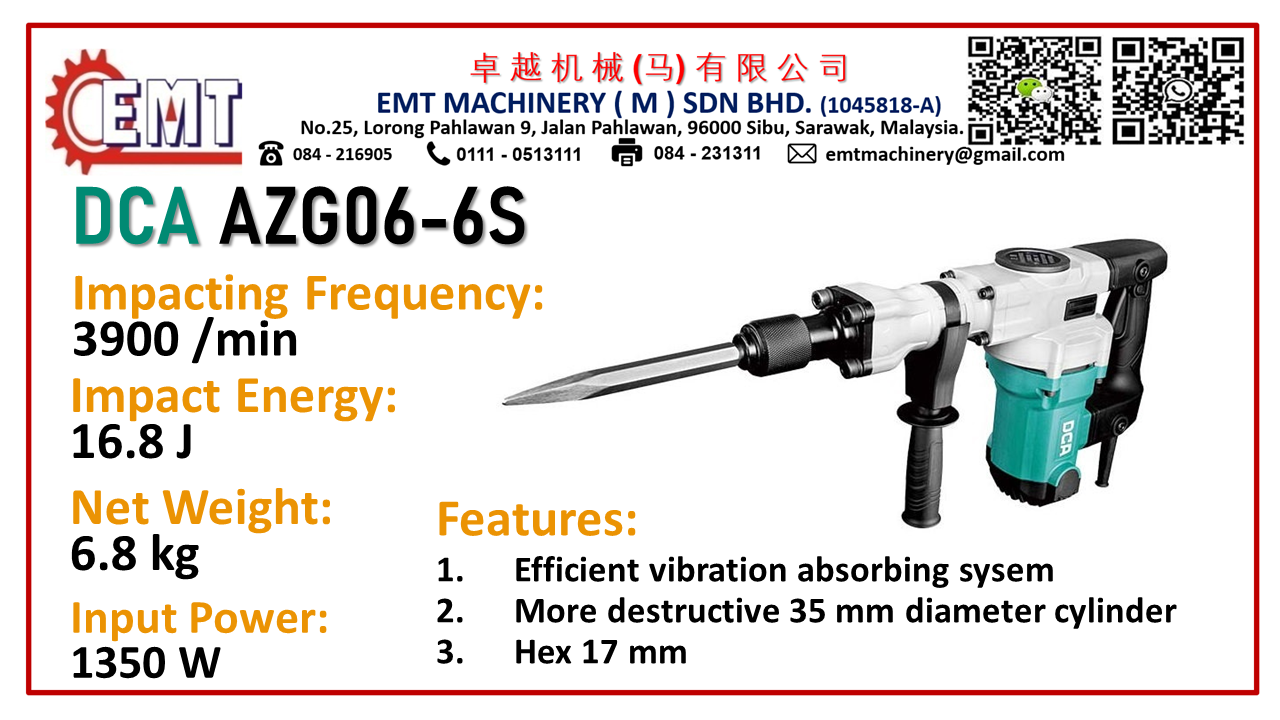 EMT
卓越机械(马)有限公司
EMT MACHINERY ( M ) SDN BHD. (1045818-A)
No.25, Lorong Pahlawan 9, Jalan Pahlawan, 96000 Sibu, Sarawak, Malaysia.
084 - 216905 0111 - 0513111 084 - 231311 emtmachinery@gmail.com
DCA AZG06-6S
Impacting Frequency:
3900 /min
Impact Energy:
16.8 J
DCA
Net Weight:
6.8 kg
Input Power:
1350 W
Features:
1. Efficient vibration absorbing sysem
2. More destructive 35 mm diameter cylinder
3. Hex 17 mm